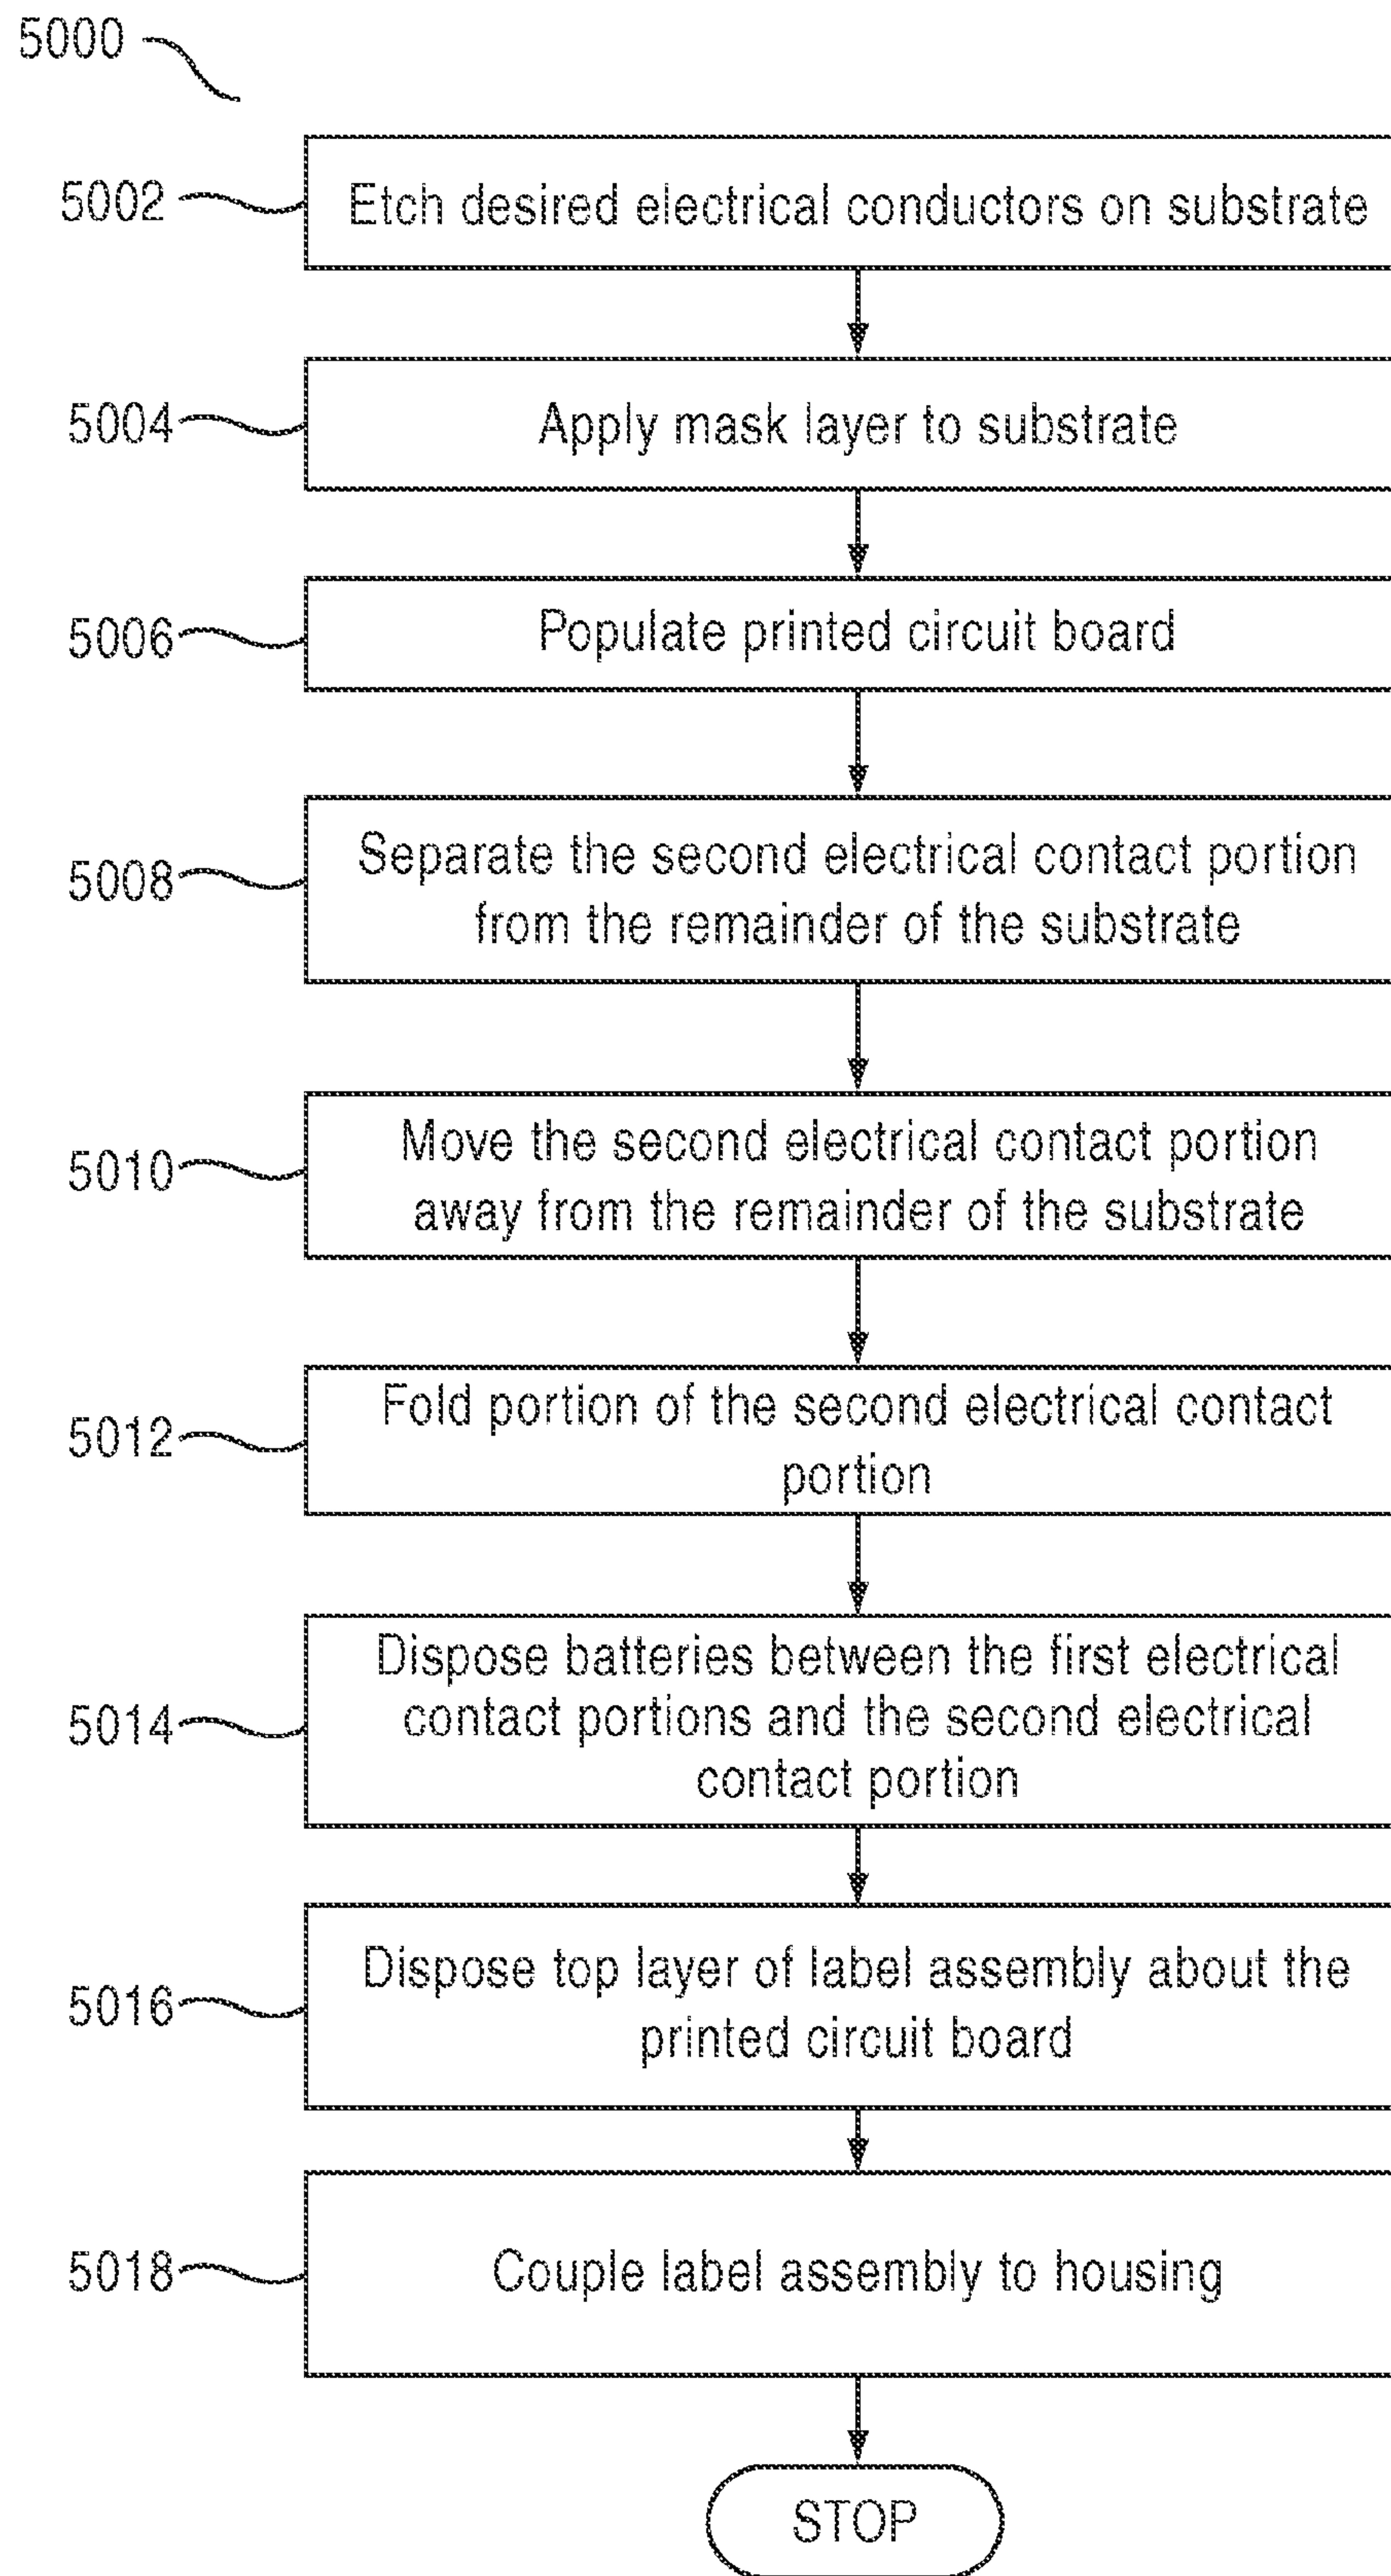 5000
5002
Etch desired electrical conductors on substrate
5004
Apply mask layer to substrate
5006
Populate printed circuit board
5008
Separate the second electrical contact portion
from the remainder of the substrate
5010
Move the second electrical contact portion
away from the remainder of the substrate
5012
Fold portion of the second electrical contact
portion
5014
Dispose batteries between the first electrical
contact portions and the second electrical
contact portion
5016
Dispose top layer of label assembly about the
printed circuit board
5018
Couple label assembly to housing
STOP